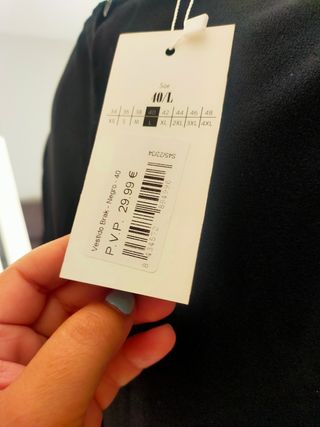 Size
40/L
34 36 38 40 42 44 46 48
XS S M L XL 2XL 3XL 4XL
Vestido Brak - Negro - 40
P.V.P. 29.99 €